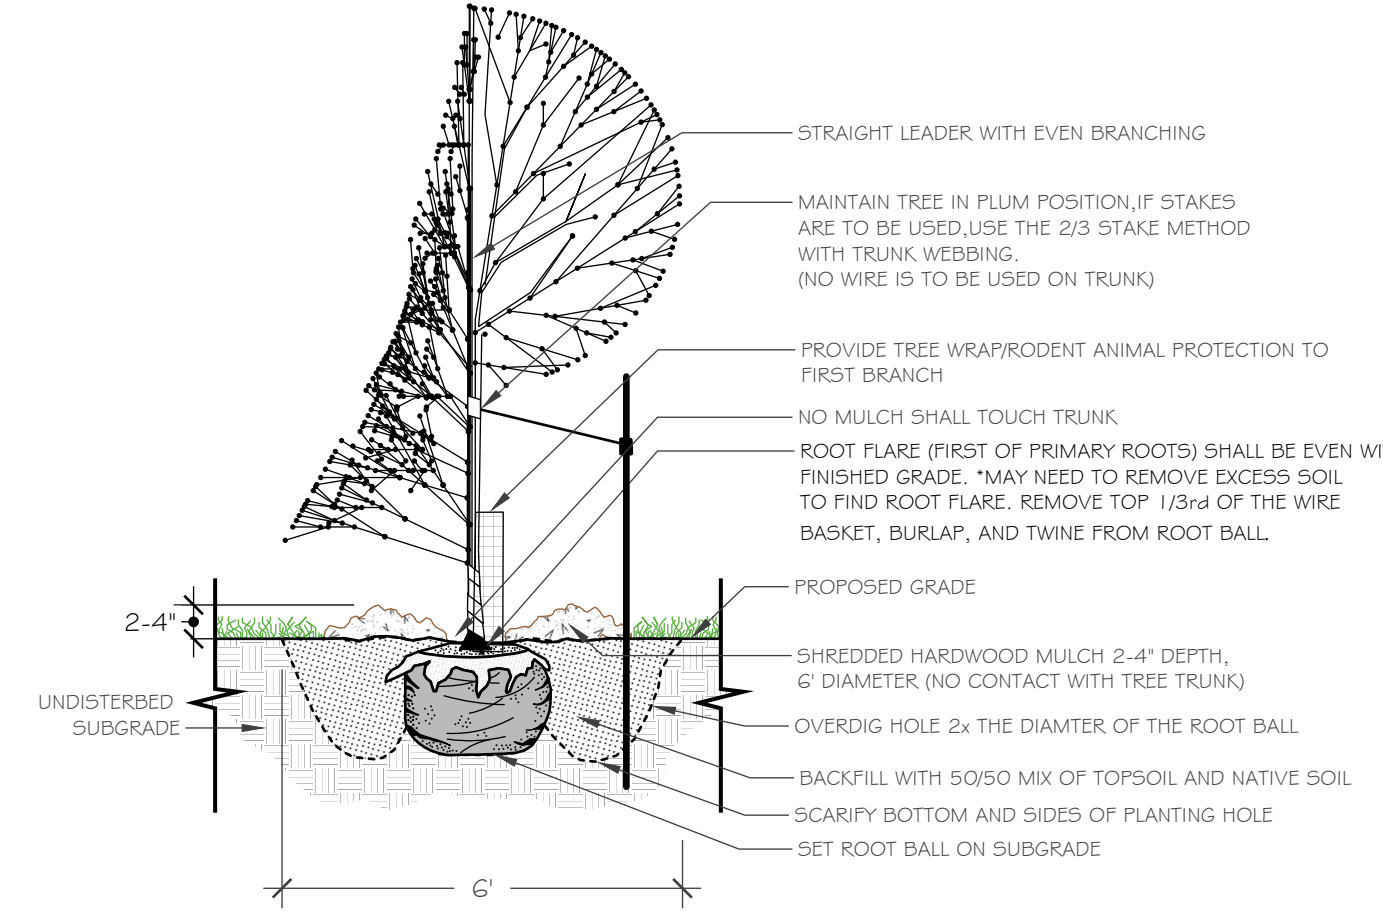 STRAIGHT LEADER WITH EVEN BRANCHING
MAINTAIN TREE IN PLUM POSITION,IF STAKES
ARE TO BE USED,USE THE 2/3 STAKE METHOD
WITH TRUNK WEBBING.
(NO WIRE IS TO BE USED ON TRUNK)
PROVIDE TREE WRAP/RODENT ANIMAL PROTECTION TO
FIRST BRANCH
NO MULCH SHALL TOUCH TRUNK
ROOT FLARE (FIRST OF PRIMARY ROOTS) SHALL BE EVEN
FINISHED GRADE. *MAY NEED TO REMOVE EXCESS SOIL
TO FIND ROOT FLARE. REMOVE TOP 1/3rd OF THE WIRE
BASKET, BURLAP, AND TWINE FROM ROOT BALL.
PROPOSED GRADE
2-4"
SHREDDED HARDWOOD MULCH 2-4" DEPTH,
6' DIAMETER (NO CONTACT WITH TREE TRUNK)
UNDISTERBED
SUBGRADE
OVERDIG HOLE 2x THE DIAMTER OF THE ROOT BALL
BACKFILL WITH 50/50 MIX OF TOPSOIL AND NATIVE SOIL
SCARIFY BOTTOM AND SIDES OF PLANTING HOLE
SET ROOT BALL ON SUBGRADE
6'